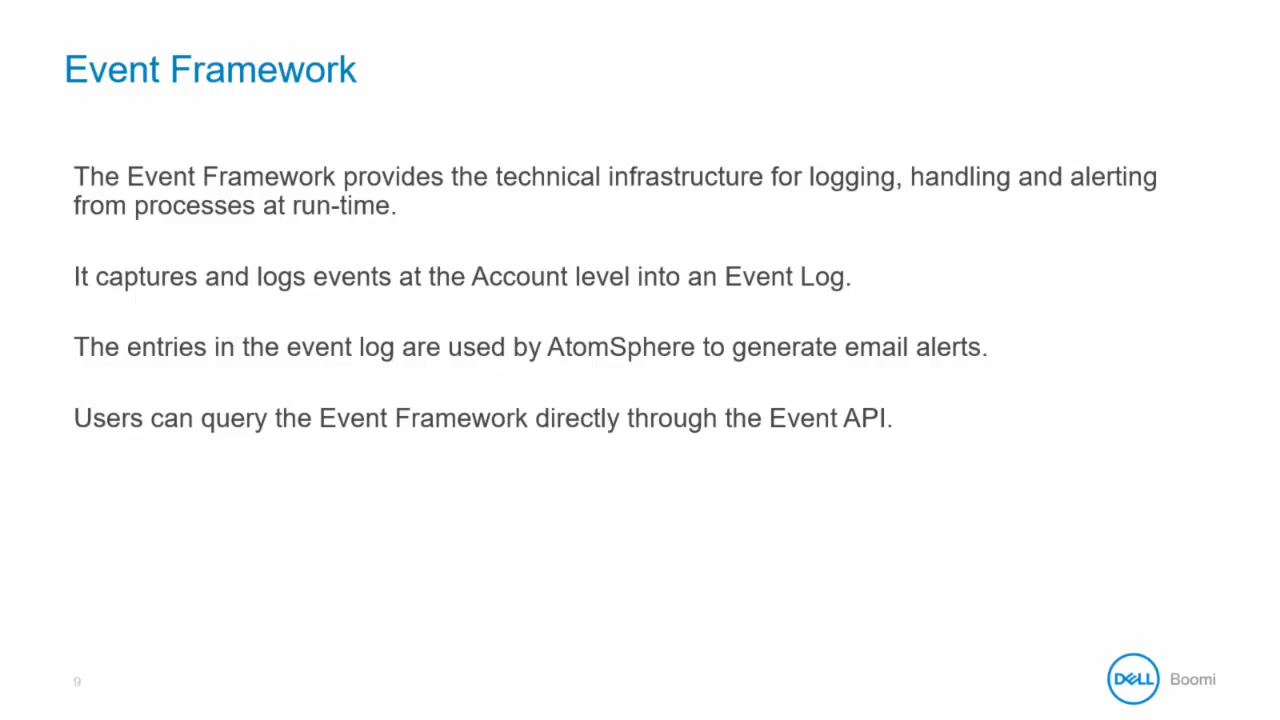 Event Framework
The Event Framework provides the technical infrastructure for logging, handling and alerting
from processes at run-time.
It captures and logs events at the Account level into an Event Log.
The entries in the event log are used by AtomSphere to generate email alerts.
Users can query the Event Framework directly through the Event API.
9
DELL Boomi